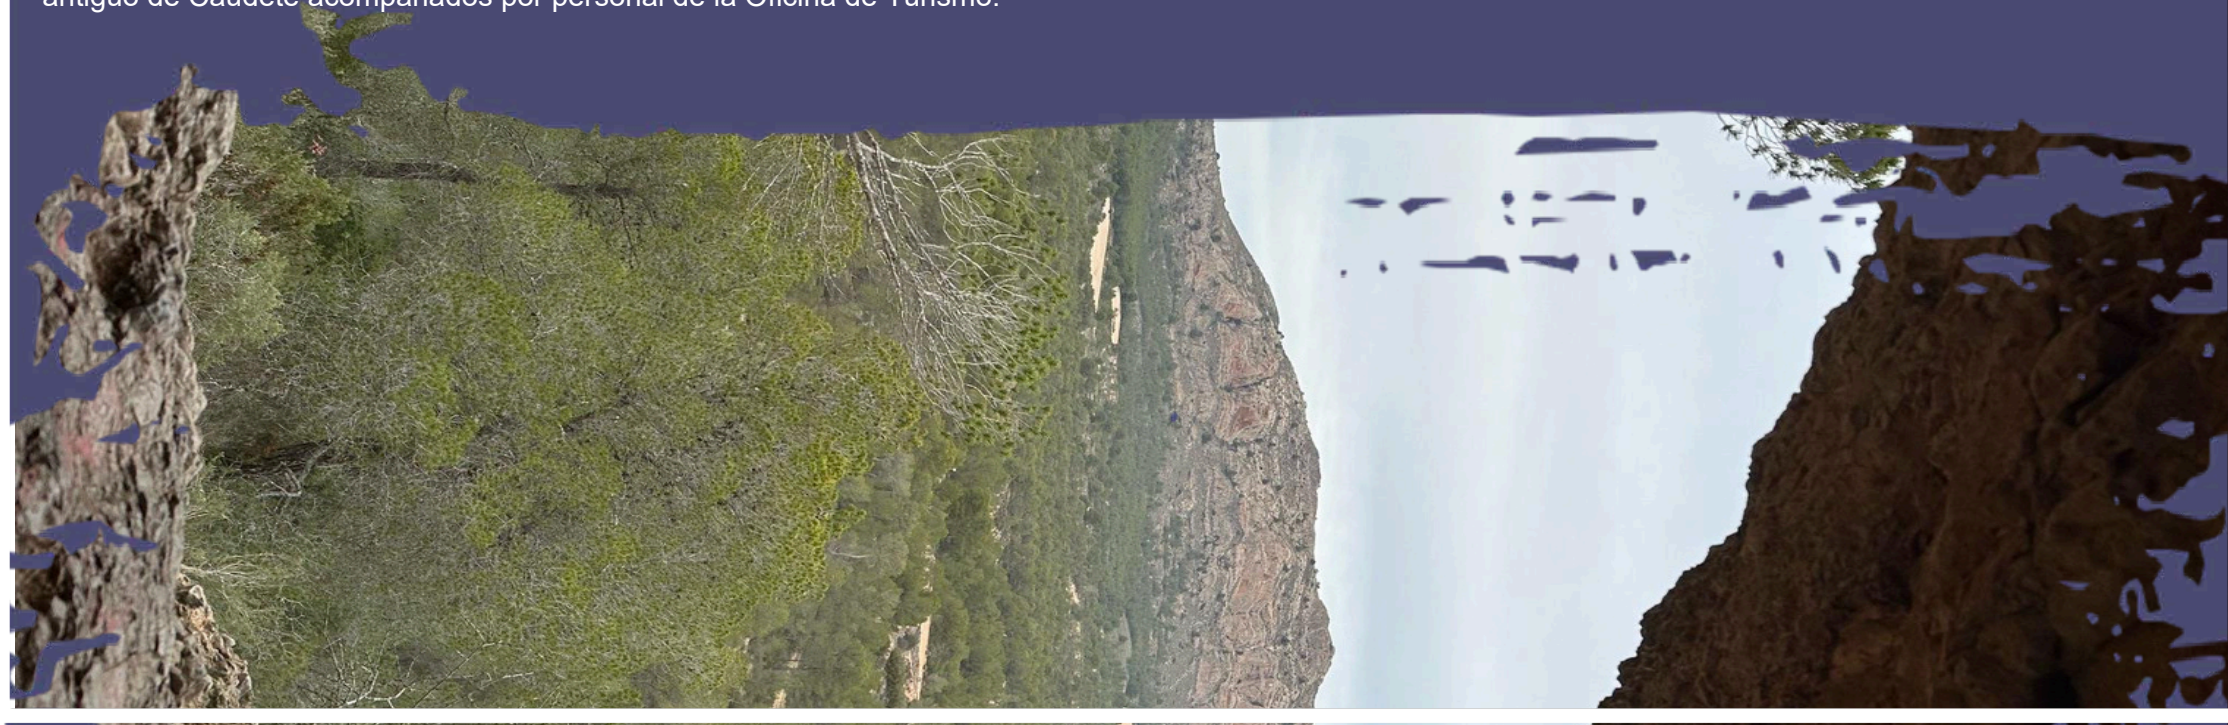 antiguo de Caudete acompañados por personal de la Oficina de Turismo.